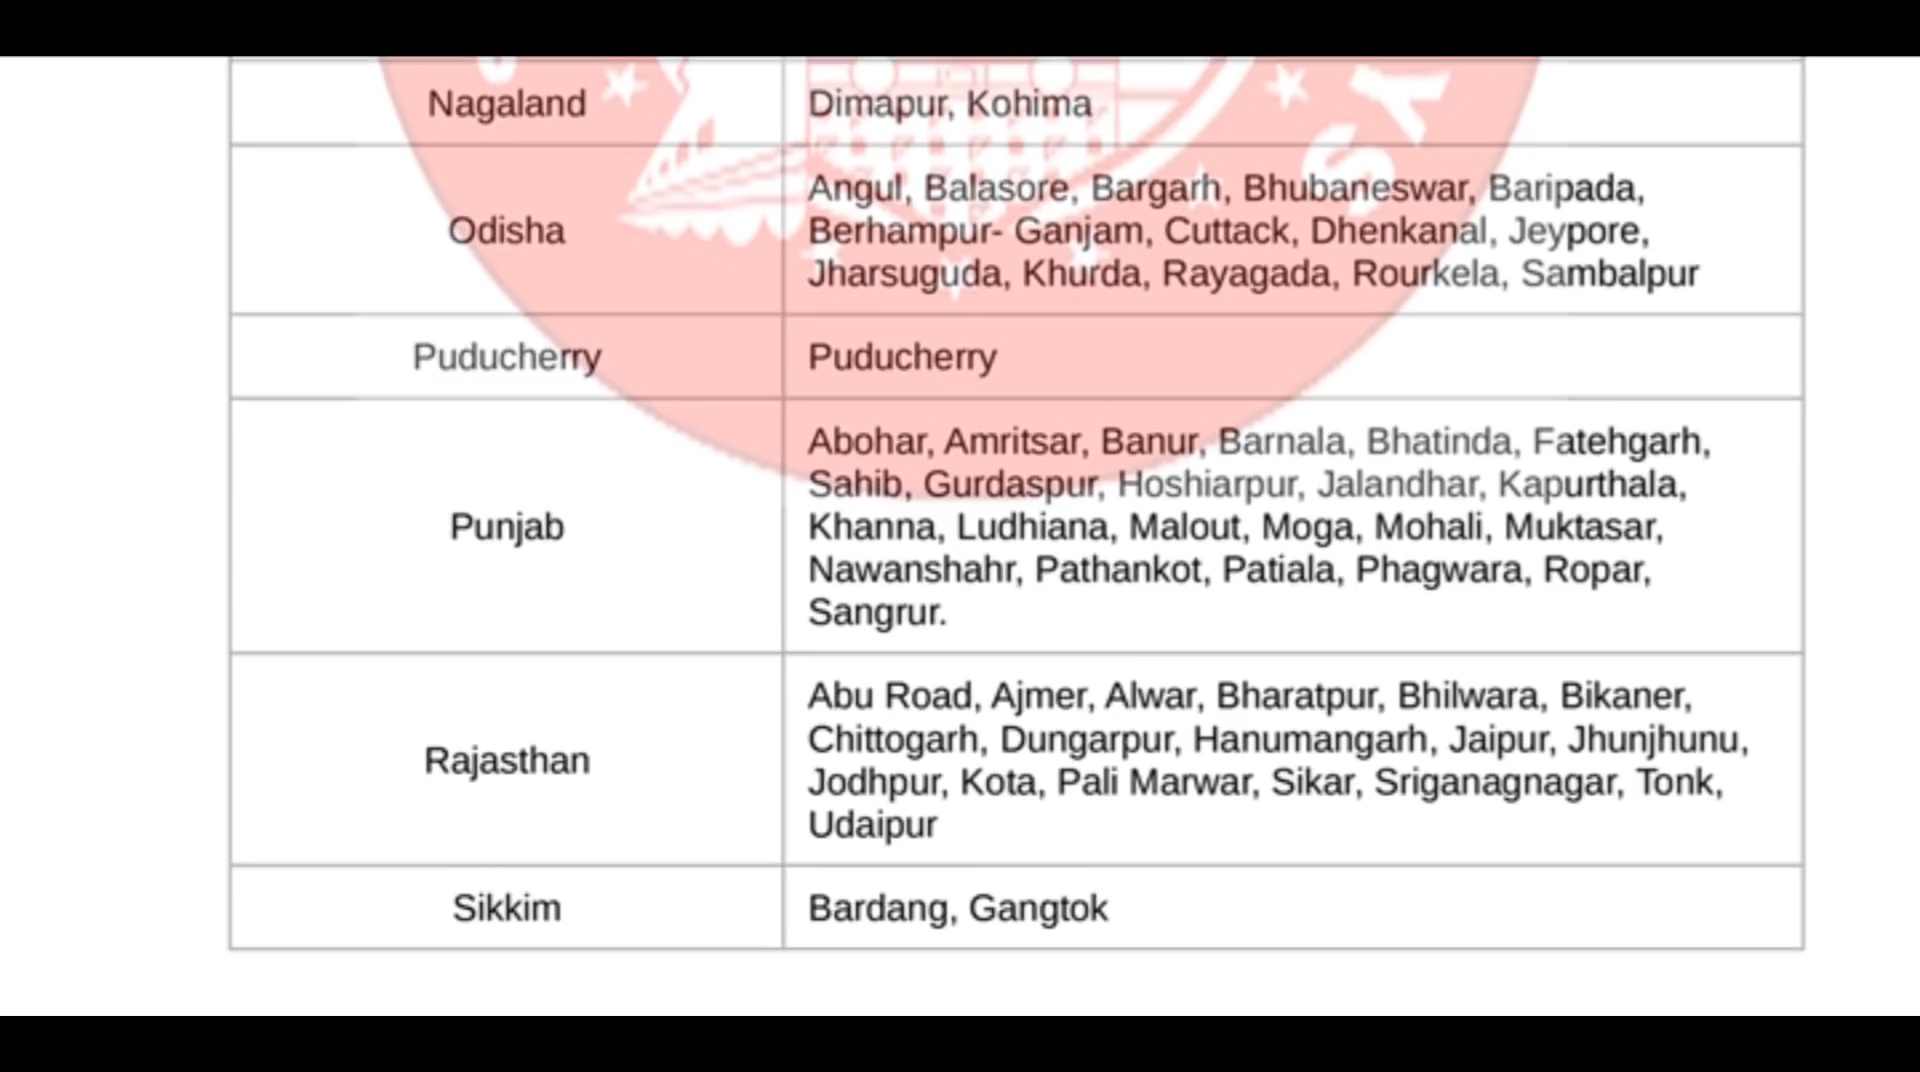 Nagaland
Dimapur, Kohima
Odisha
Angul, Balasore, Bargarh, Bhubaneswar, Baripada,
Berhampur- Ganjam, Cuttack, Dhenkanal, Jeypore,
Jharsuguda, Khurda, Rayagada, Rourkela, Sambalpur
Puducherry
Puducherry
Punjab
Abohar, Amritsar, Banur, Barnala, Bhatinda, Fatehgarh,
Sahib, Gurdaspur, Hoshiarpur, Jalandhar, Kapurthala,
Khanna, Ludhiana, Malout, Moga, Mohali, Muktasar,
Nawanshahr, Pathankot, Patiala, Phagwara, Ropar,
Sangrur.
Rajasthan
Abu Road, Ajmer, Alwar, Bharatpur, Bhilwara, Bikaner,
Chittogarh, Dungarpur, Hanumangarh, Jaipur, Jhunjhunu,
Jodhpur, Kota, Pali Marwar, Sikar, Sriganagnagar, Tonk,
Udaipur
Sikkim
Bardang, Gangtok